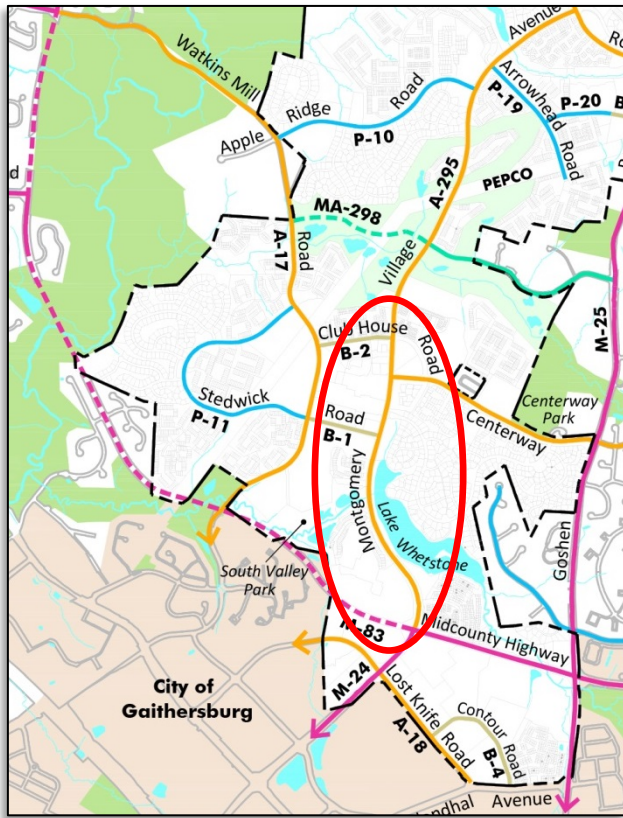 Avenue
Watkins Mill
Road
Arrowhead
Road
P-19
P-20
B
Ridge
Road
Apple
P-10
A-295
PEPCO
MA-298
A-17
Road
Village
M-25
Club House
B-2
Road
Centerway
Park
Centerway
Stedwick
P-11
Road
B-1
Montgomery
Lake
Whetstone
Goshen
South Valley
Park
M-83
Midcounty Highway
City of
Gaithersburg
M-24
Lost Knife
Road
A-18
Contour
Road
B-4
Avenue